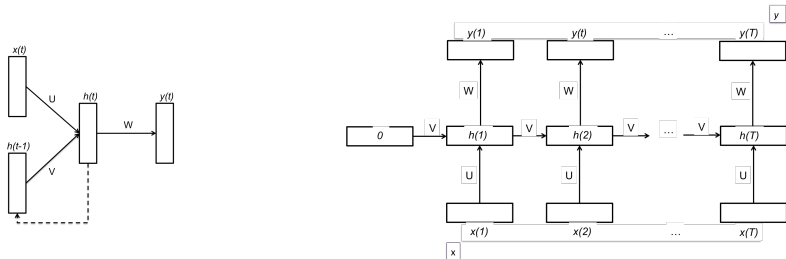 x(t)
U
h(t)
y(t)
W
h(t-1)
V
y
y(1)
y(t)
…
y(T)
W
W
W
0
V
h(1)
V
h(2)
V
…
V
h(T)
U
U
U
x(1)
x(2)
…
x(T)
x